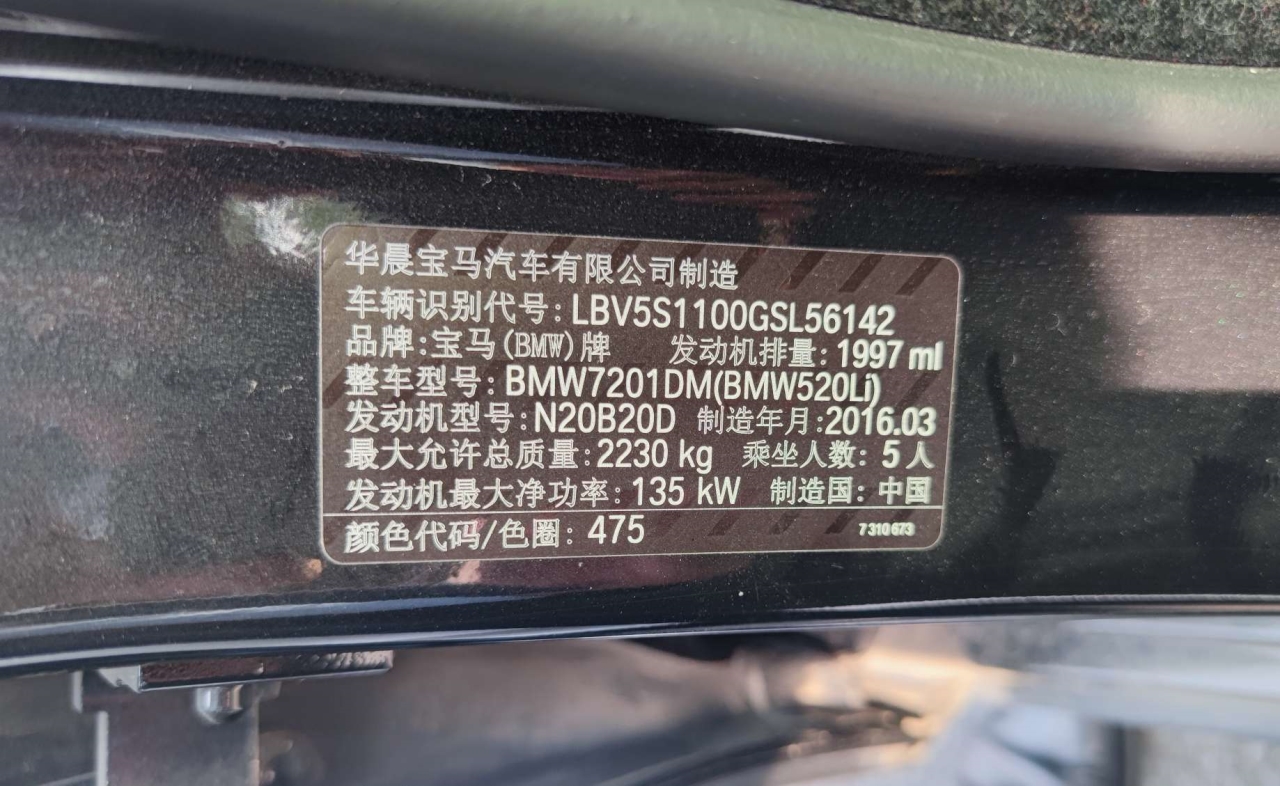 华晨宝马汽车有限公司制造
车辆识别代号: LBV5S1100GSL56142
品牌:宝马(BMW)牌 发动机排量: 1997 ml
整车型号: BMW7201DM(BMW520Li)
发动机型号: N20B20D 制造年月:2016.03
最大允许总质量: 2230 kg 乘坐人数: 5人
发动机最大净功率: 135 kW 制造国: 中国
颜色代码/色圈: 475 7310673